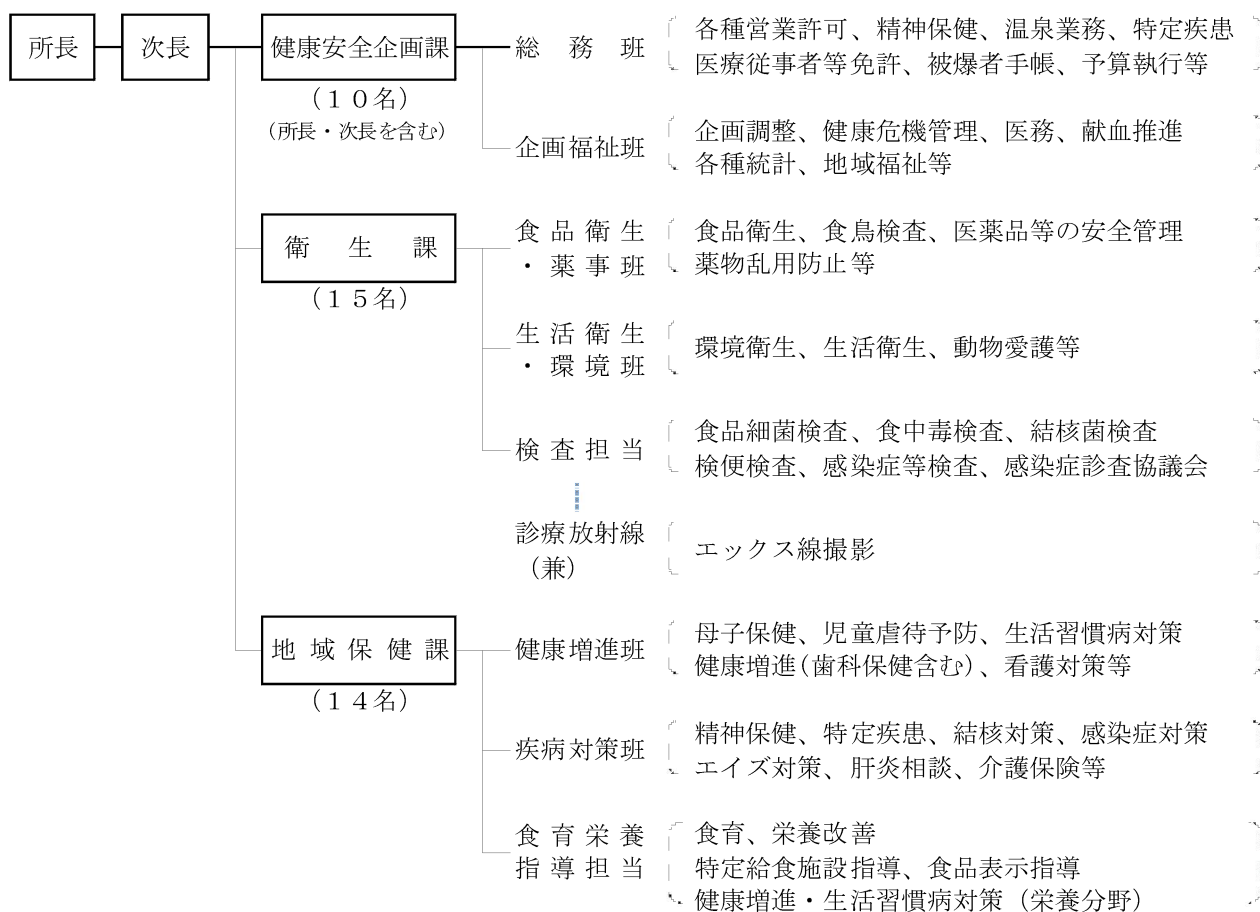 所長
次長
健康安全企画課
（１０名）
（所長・次長を含む）
総務班
各種営業許可、精神保健、温泉業務、特定疾患
医療従事者等免許、被爆者手帳、予算執行等
企画福祉班
企画調整、健康危機管理、医務、献血推進
各種統計、地域福祉等
衛生課
（１５名）
食品衛生
・薬事班
食品衛生、食鳥検査、医薬品等の安全管理
薬物乱用防止等
生活衛生
・環境班
環境衛生、生活衛生、動物愛護等
検査担当
食品細菌検査、食中毒検査、結核菌検査
検便検査、感染症等検査、感染症診査協議会
診療放射線
（兼）
エックス線撮影
地域保健課
（１４名）
健康増進班
母子保健、児童虐待予防、生活習慣病対策
健康増進(歯科保健含む)、看護対策等
疾病対策班
精神保健、特定疾患、結核対策、感染症対策
エイズ対策、肝炎相談、介護保険等
食育栄養
指導担当
食育、栄養改善
特定給食施設指導、食品表示指導
健康増進・生活習慣病対策（栄養分野）